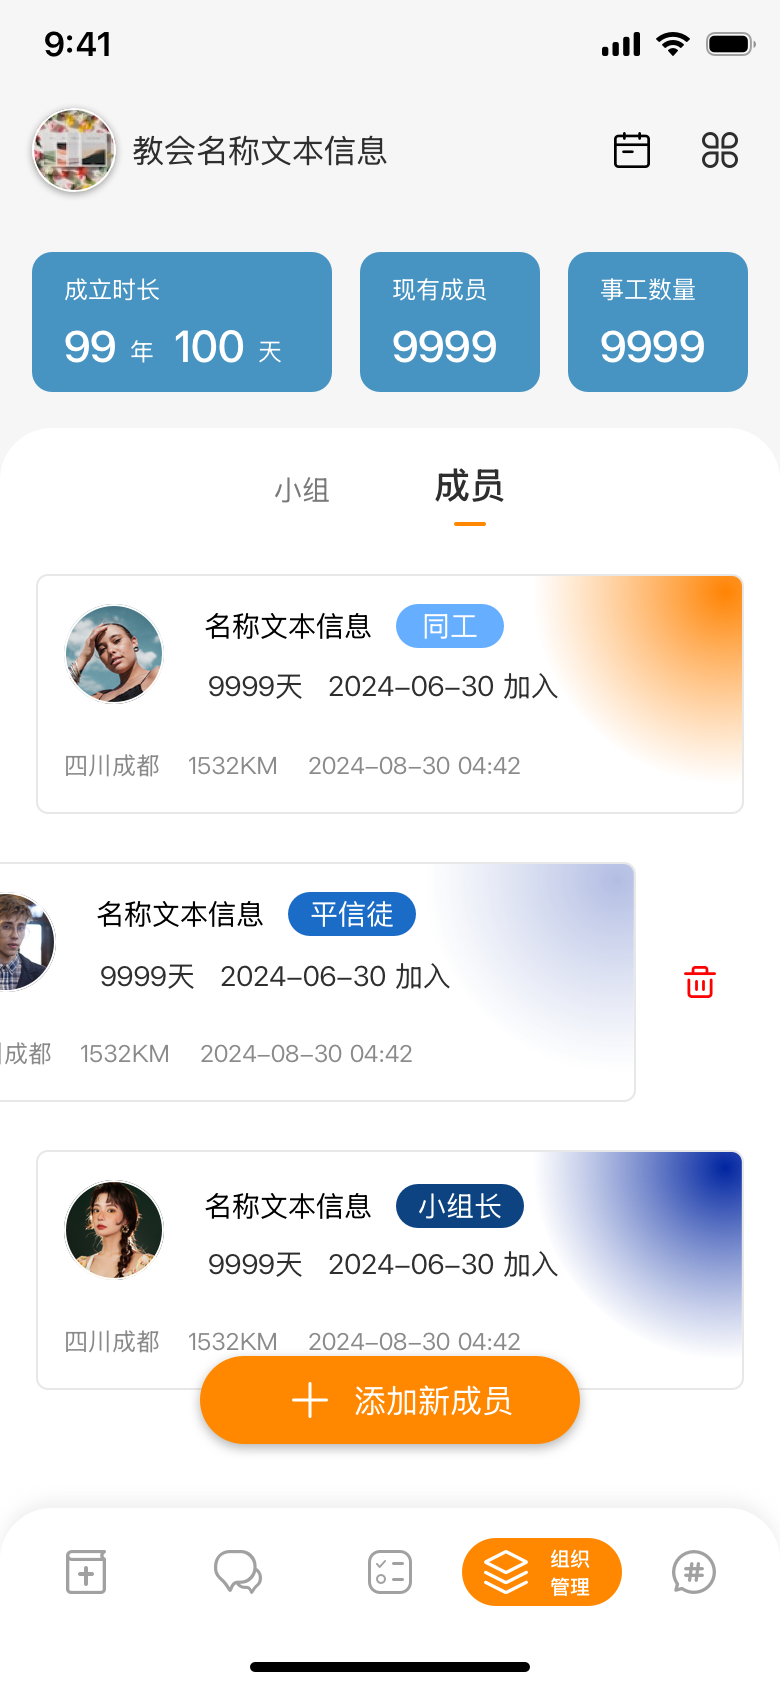 9:41
教会名称文本信息
成立时长 现有成员 事工数量
99 年 100 天 9999 9999
小组 成员
名称文本信息 同工
9999天 2024-06-30 加入
四川成都 1532KM 2024-08-30 04:42
名称文本信息 平信徒
9999天 2024-06-30 加入
成都 1532KM 2024-08-30 04:42
名称文本信息 小组长
9999天 2024-06-30 加入
四川成都 1532KM 2024-08-30 04:42
添加新成员
组织
管理